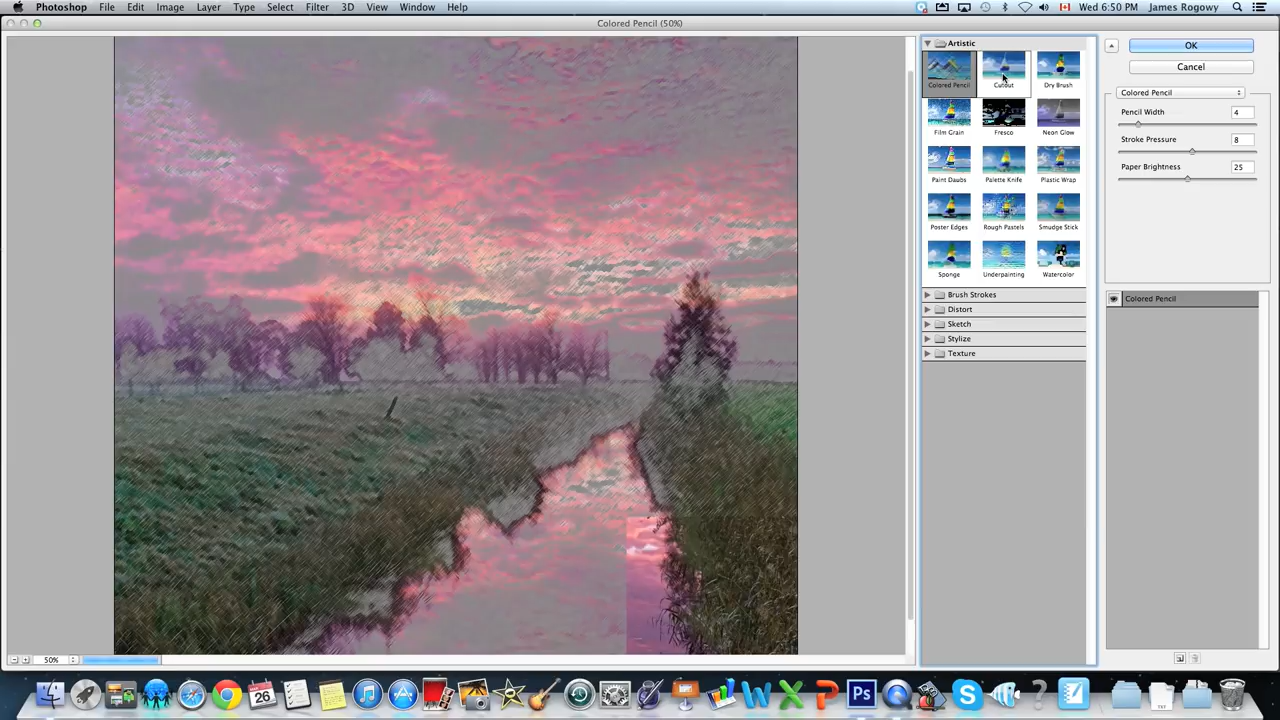 Photoshop File Edit Image Layer Type Select Filter 3D View Window Help Wed 6:50 PM James Rogowy
Colored Pencil (50%)
Artistic
Colored Pencil Cutout Dry Brush
Film Grain Fresco Neon Glow
Paint Daubs Palette Knife Plastic Wrap
Poster Edges Rough Pastels Smudge Stick
Sponge Underpainting Watercolor
Brush Strokes
Distort
Sketch
Stylize
Texture
OK
Cancel
Colored Pencil
Pencil Width 4
Stroke Pressure 8
Paper Brightness 25
Colored Pencil
50%
26
Ps